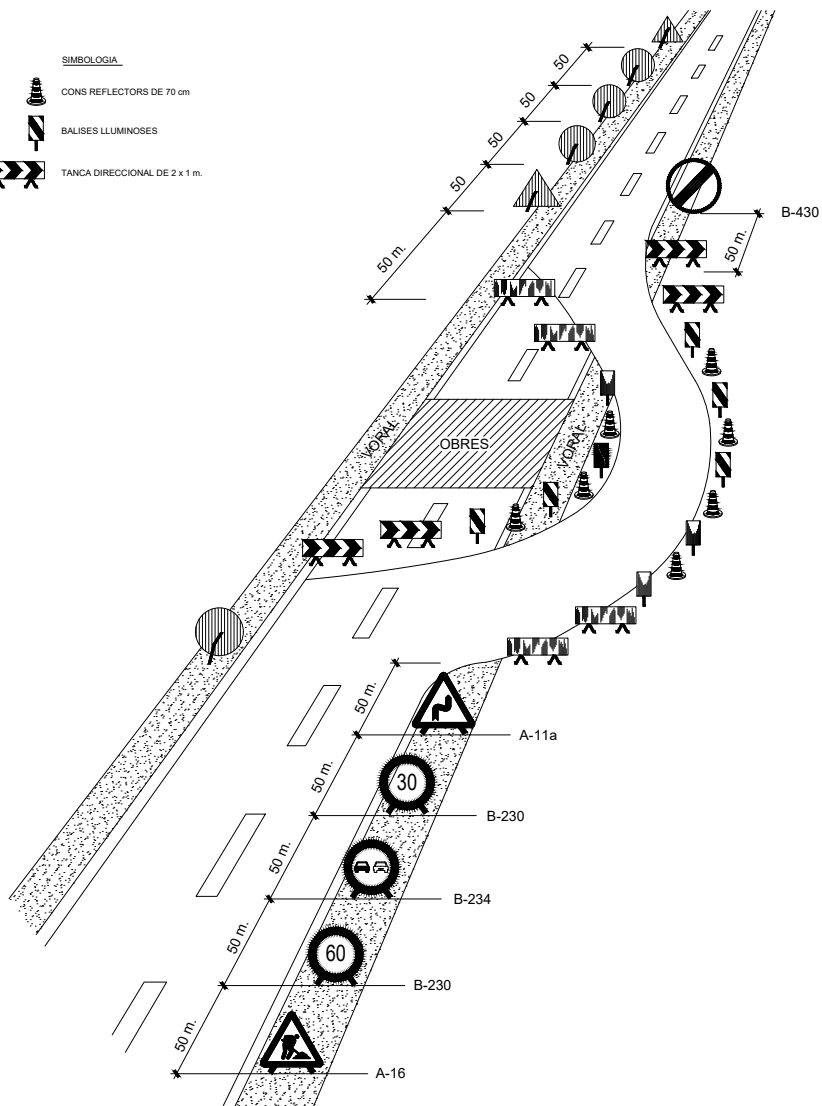 SIMBOLOGIA
CONS REFLECTORS DE 70 cm
BALISES LLUMINOSES
TANCA DIRECCIONAL DE 2 x 1 m.
50
50
50
50
50 m.
B-430
50 m.
VORAL
OBRES
VORAL
50 m.
A-11a
50 m.
30
B-230
50 m.
B-234
50 m.
60
B-230
50 m.
A-16